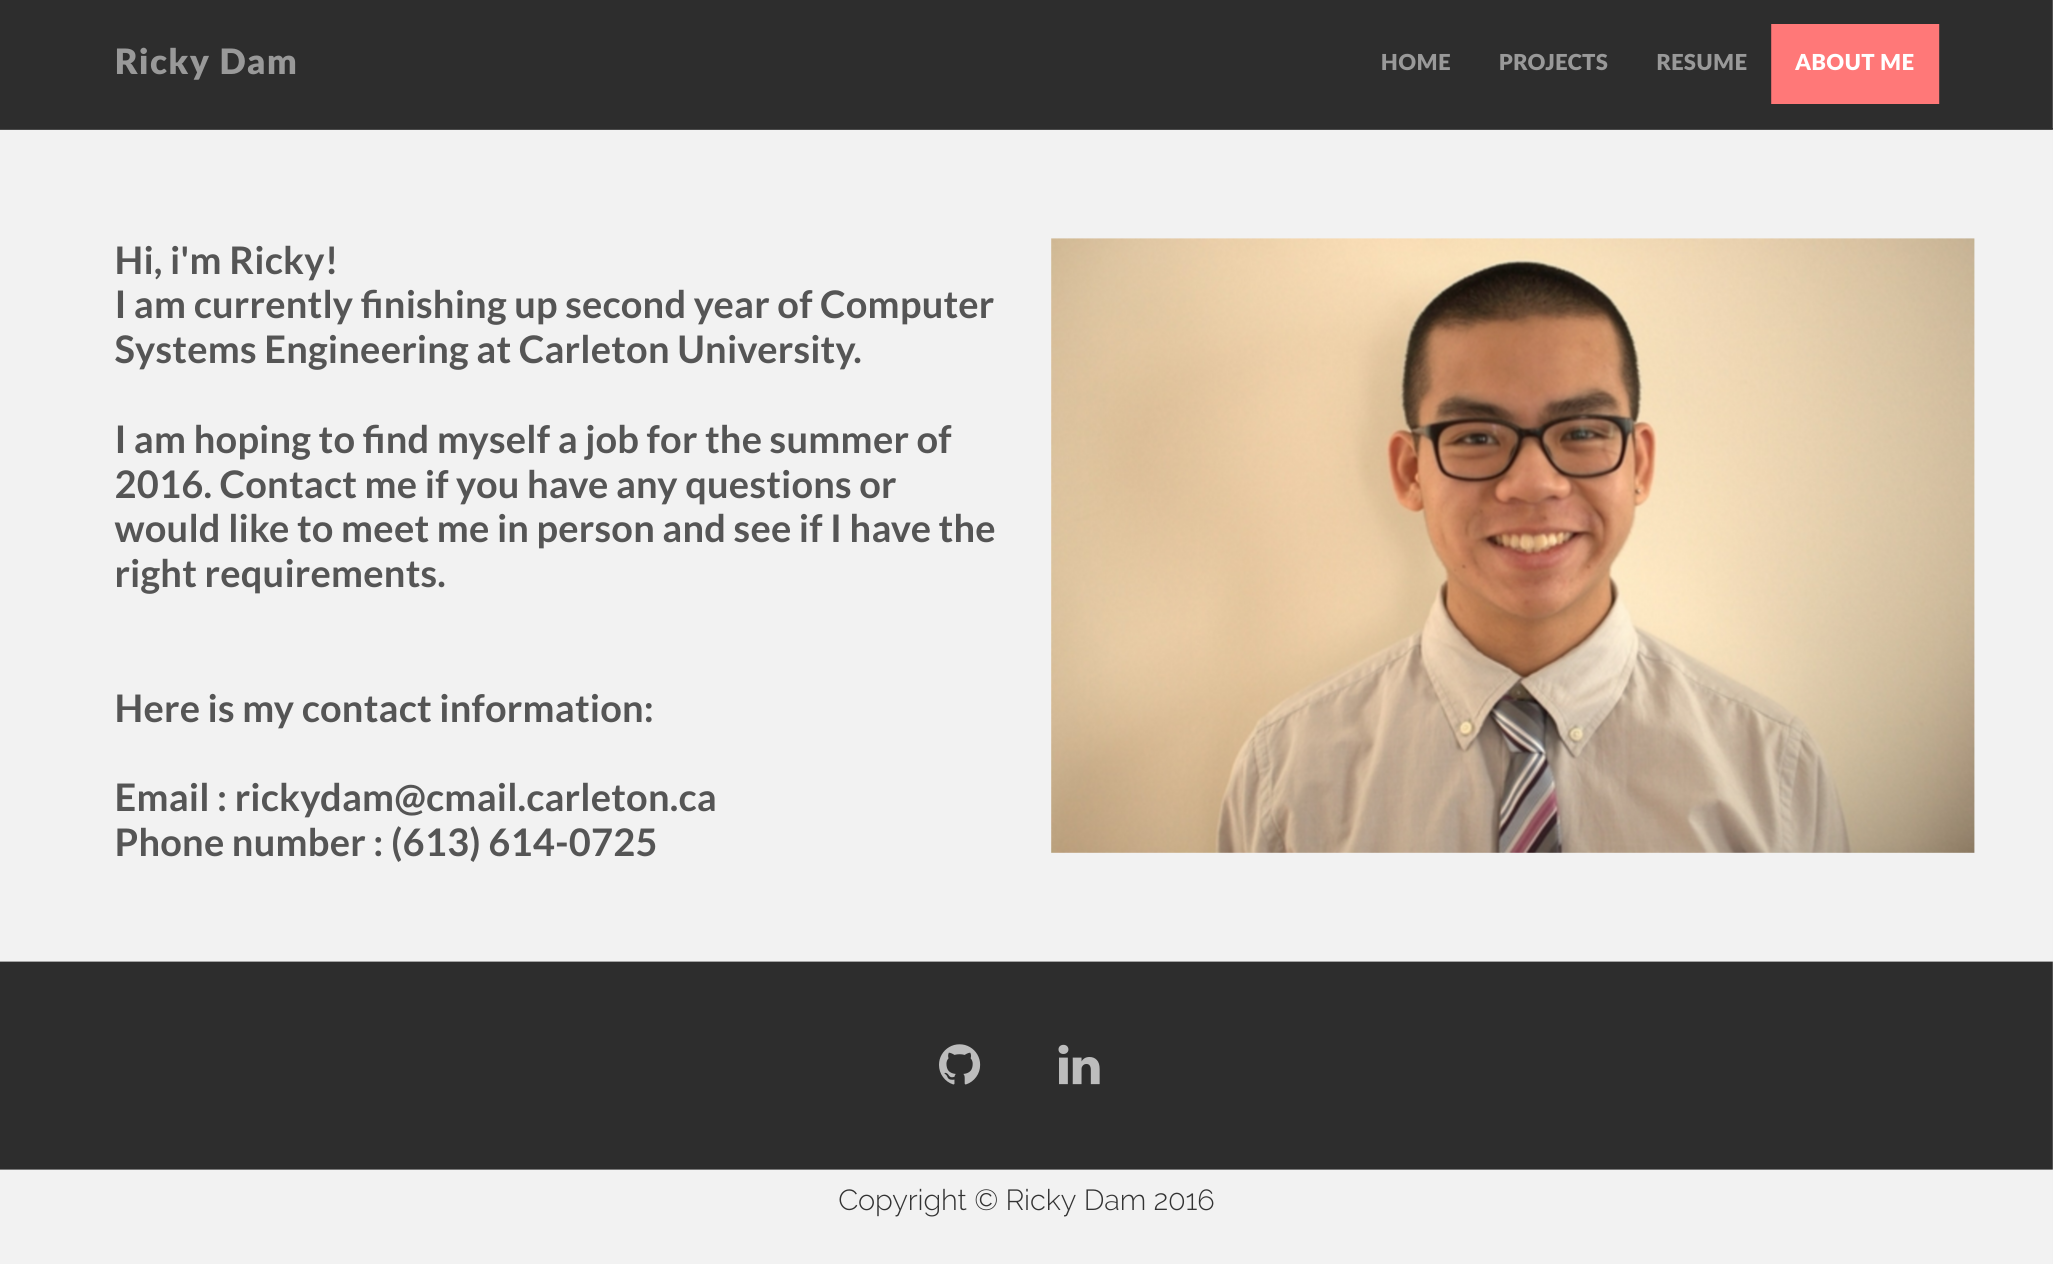 Ricky Dam
HOME
PROJECTS
RESUME
ABOUT ME
Hi, i'm Ricky!
I am currently finishing up second year of Computer
Systems Engineering at Carleton University.
I am hoping to find myself a job for the summer of
2016. Contact me if you have any questions or
would like to meet me in person and see if I have the
right requirements.
Here is my contact information:
Email : rickydam@cmail.carleton.ca
Phone number : (613) 614-0725
in
Copyright © Ricky Dam 2016